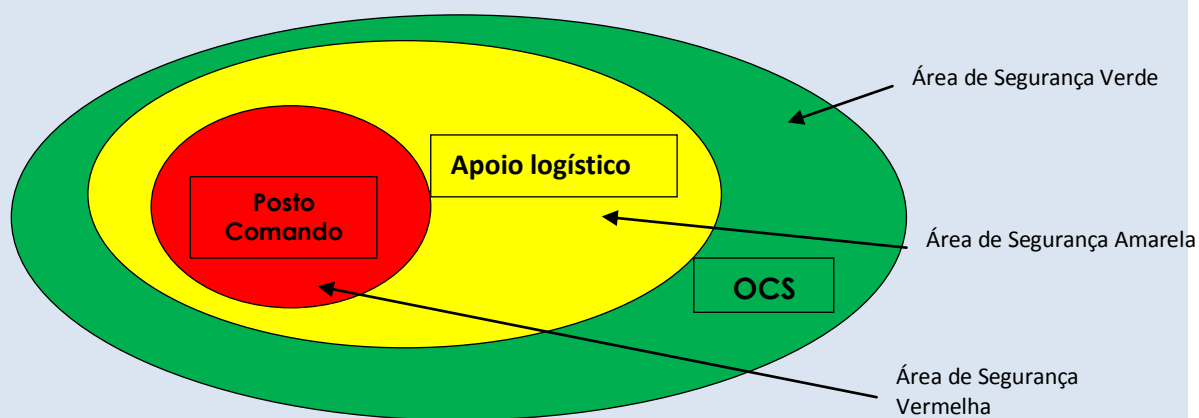 Área de Segurança Verde
Apoio logístico
Posto
Comando
Área de Segurança Amarela
OCS
Área de Segurança
Vermelha